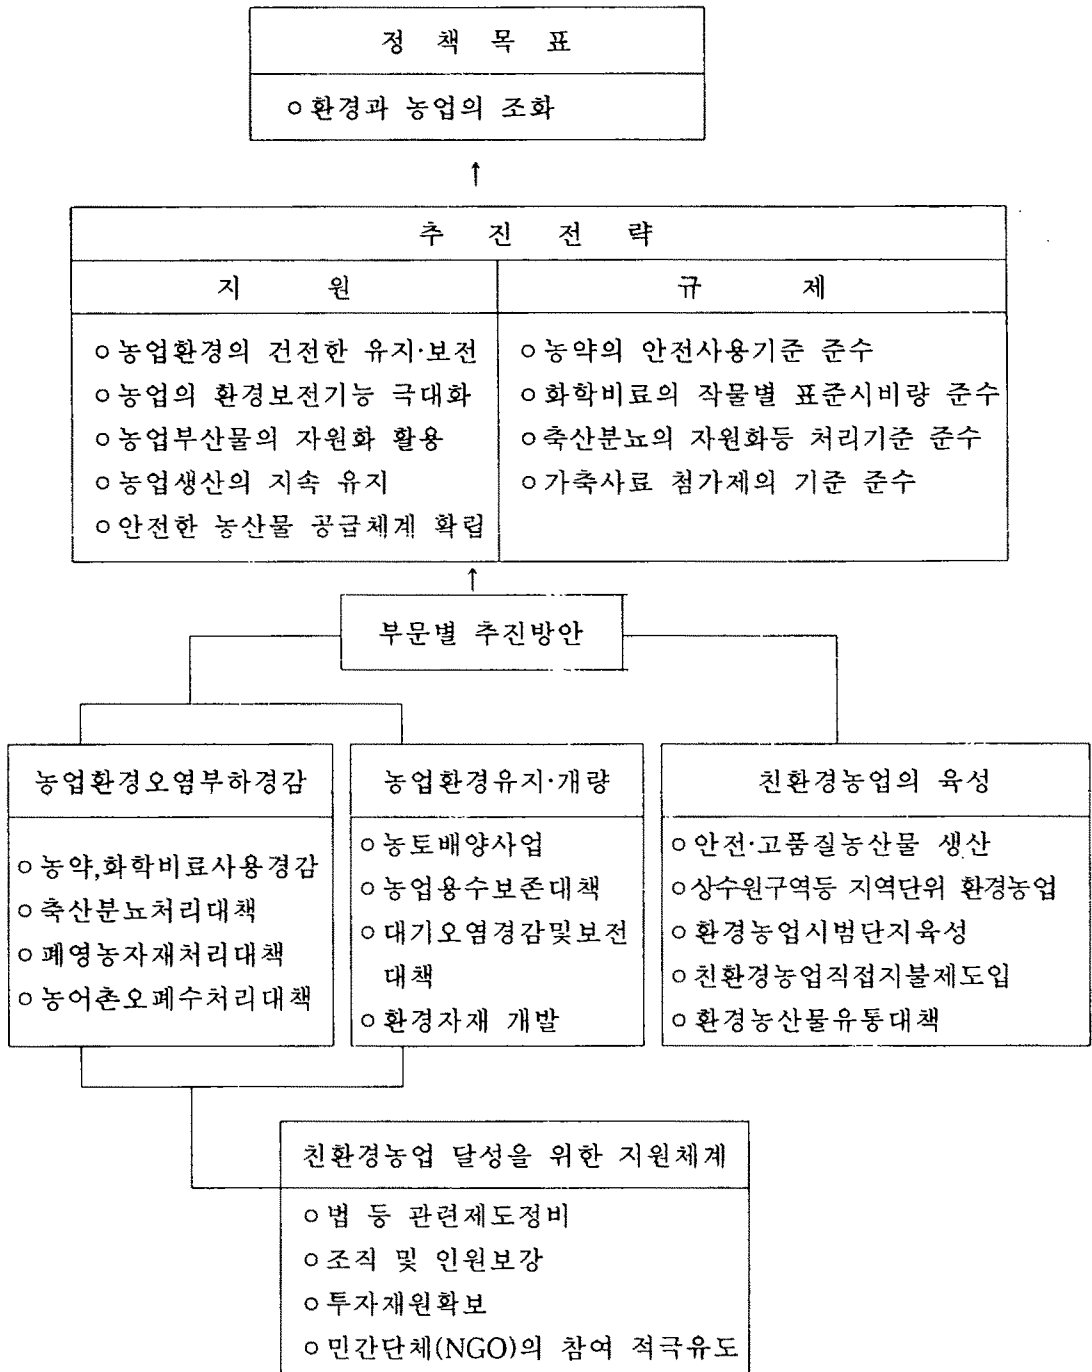 정 책 목 표
ㅇ환경과 농업의 조화
↑
추 진 전 략
지 원
ㅇ농업환경의 건전한 유지·보전
ㅇ농업의 환경보전기능 극대화
ㅇ농업부산물의 자원화 활용
ㅇ농업생산의 지속 유지
ㅇ안전한 농산물 공급체계 확립
규 제
ㅇ농약의 안전사용기준 준수
ㅇ화학비료의 작물별 표준시비량 준수
ㅇ축산분뇨의 자원화등 처리기준 준수
ㅇ가축사료 첨가제의 기준 준수
↑
부문별 추진방안
농업환경오염부하경감
ㅇ농약,화학비료사용경감
ㅇ축산분뇨처리대책
ㅇ폐영농자재처리대책
ㅇ농어촌오폐수처리대책
농업환경유지·개량
ㅇ농토배양사업
ㅇ농업용수보존대책
ㅇ대기오염경감및보전
대책
ㅇ환경자재 개발
친환경농업의 육성
ㅇ안전·고품질농산물 생산
ㅇ상수원구역등 지역단위 환경농업
ㅇ환경농업시범단지육성
ㅇ친환경농업직접지불제도입
ㅇ환경농산물유통대책
친환경농업 달성을 위한 지원체계
ㅇ법 등 관련제도정비
ㅇ조직 및 인원보강
ㅇ투자재원확보
ㅇ민간단체(NGO)의 참여 적극유도